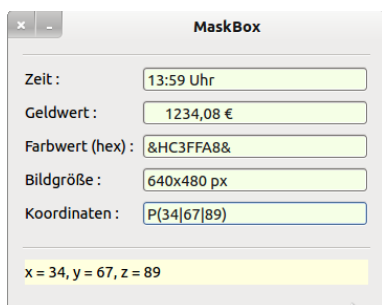 MaskBox
Zeit : 13:59 Uhr
Geldwert : 1234,08 €
Farbwert (hex) : &HC3FFA8&
Bildgröße : 640x480 px
Koordinaten : P(34|67|89)
x = 34, y = 67, z = 89